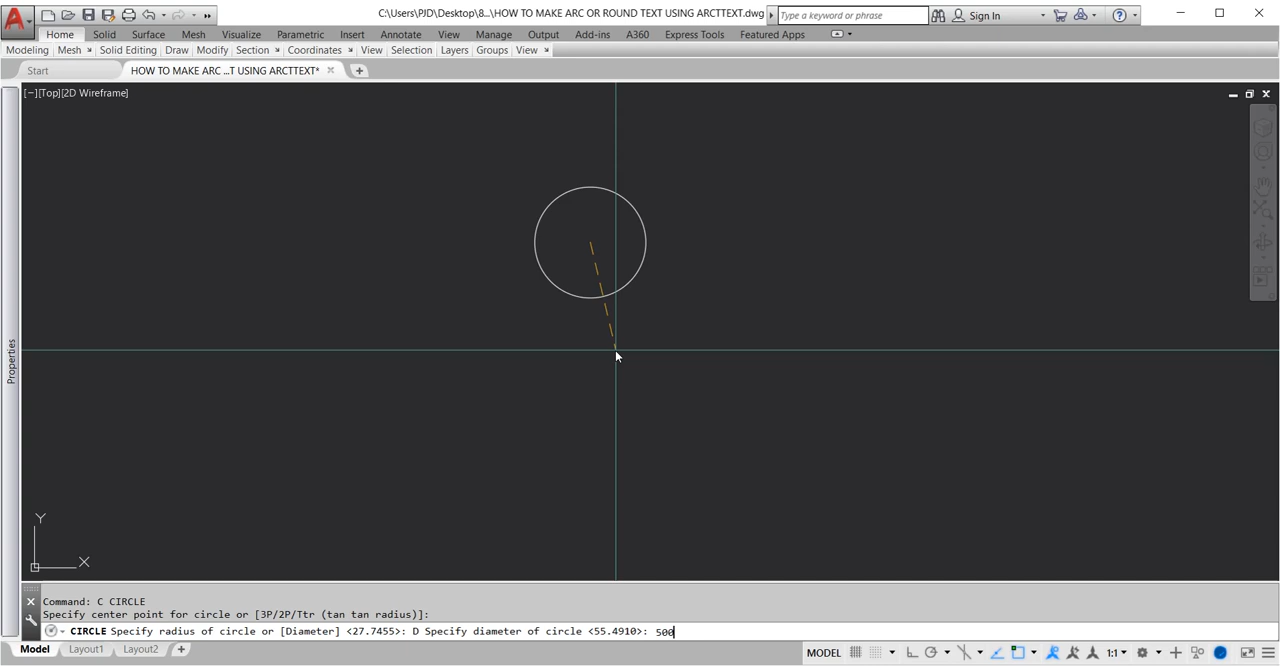 C:\Users\PJD\Desktop\8...\HOW TO MAKE ARC OR ROUND TEXT USING ARCTTEXT.dwg
Type a keyword or phrase
Sign In
Home Solid Surface Mesh Visualize Parametric Insert Annotate View Manage Output Add-ins A360 Express Tools Featured Apps
Modeling Mesh Solid Editing Draw Modify Section Coordinates View Selection Layers Groups View
Start
HOW TO MAKE ARC ...T USING ARCTTEXT*
[−][Top][2D Wireframe]
Properties
Y
X
Command: C CIRCLE
Specify center point for circle or [3P/2P/Ttr (tan tan radius)]:
CIRCLE Specify radius of circle or [Diameter] <27.7455>: D Specify diameter of circle <55.4910>: 500
Model Layout1 Layout2
MODEL
1:1